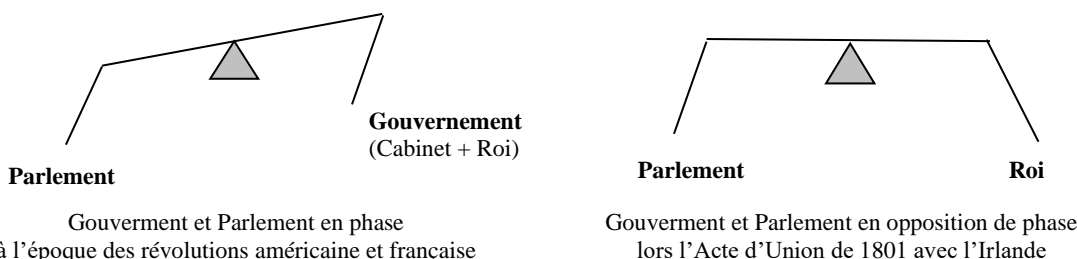 Gouvernement
(Cabinet + Roi)
Parlement
Gouverment et Parlement en phase
à l’époque des révolutions américaine et française
Parlement Roi
Gouverment et Parlement en opposition de phase
lors l’Acte d’Union de 1801 avec l’Irlande